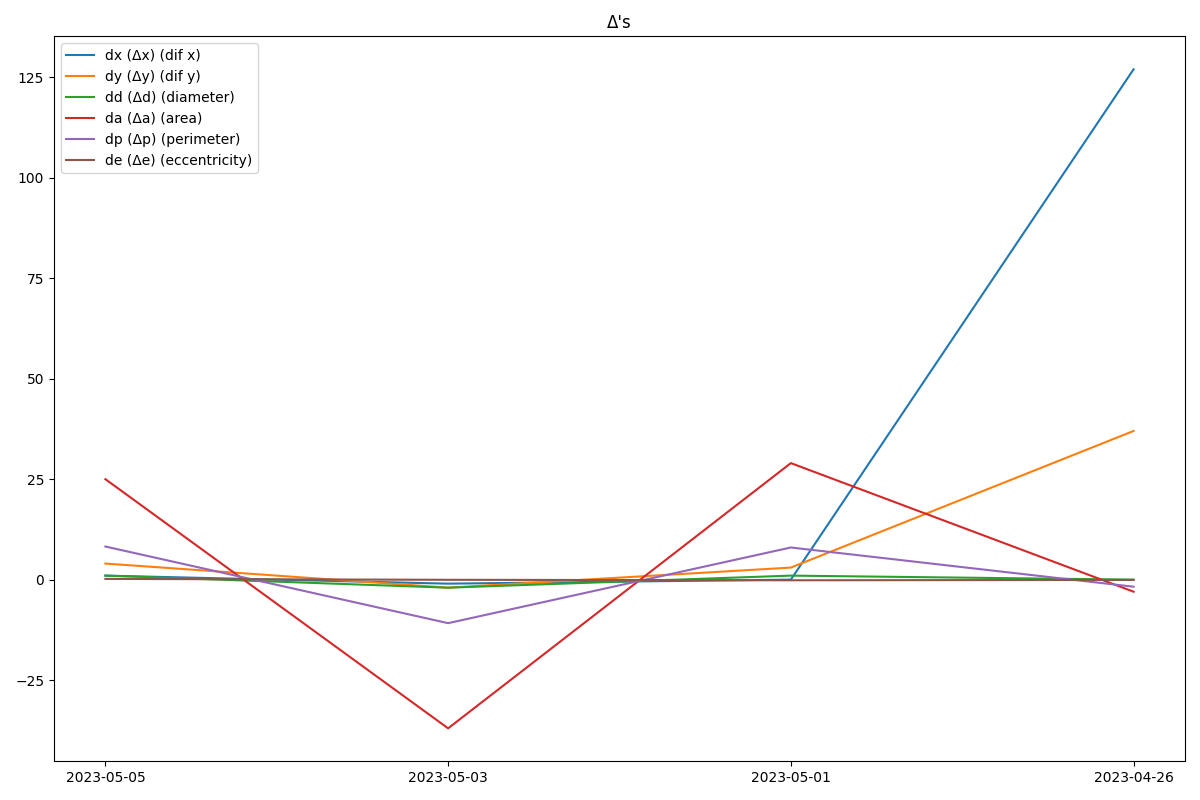 Δ's
dx (Δx) (dif x)
dy (Δy) (dif y)
dd (Δd) (diameter)
da (Δa) (area)
dp (Δp) (perimeter)
de (Δe) (eccentricity)
125
100
75
50
25
0
−25
2023-05-05 2023-05-03 2023-05-01 2023-04-26